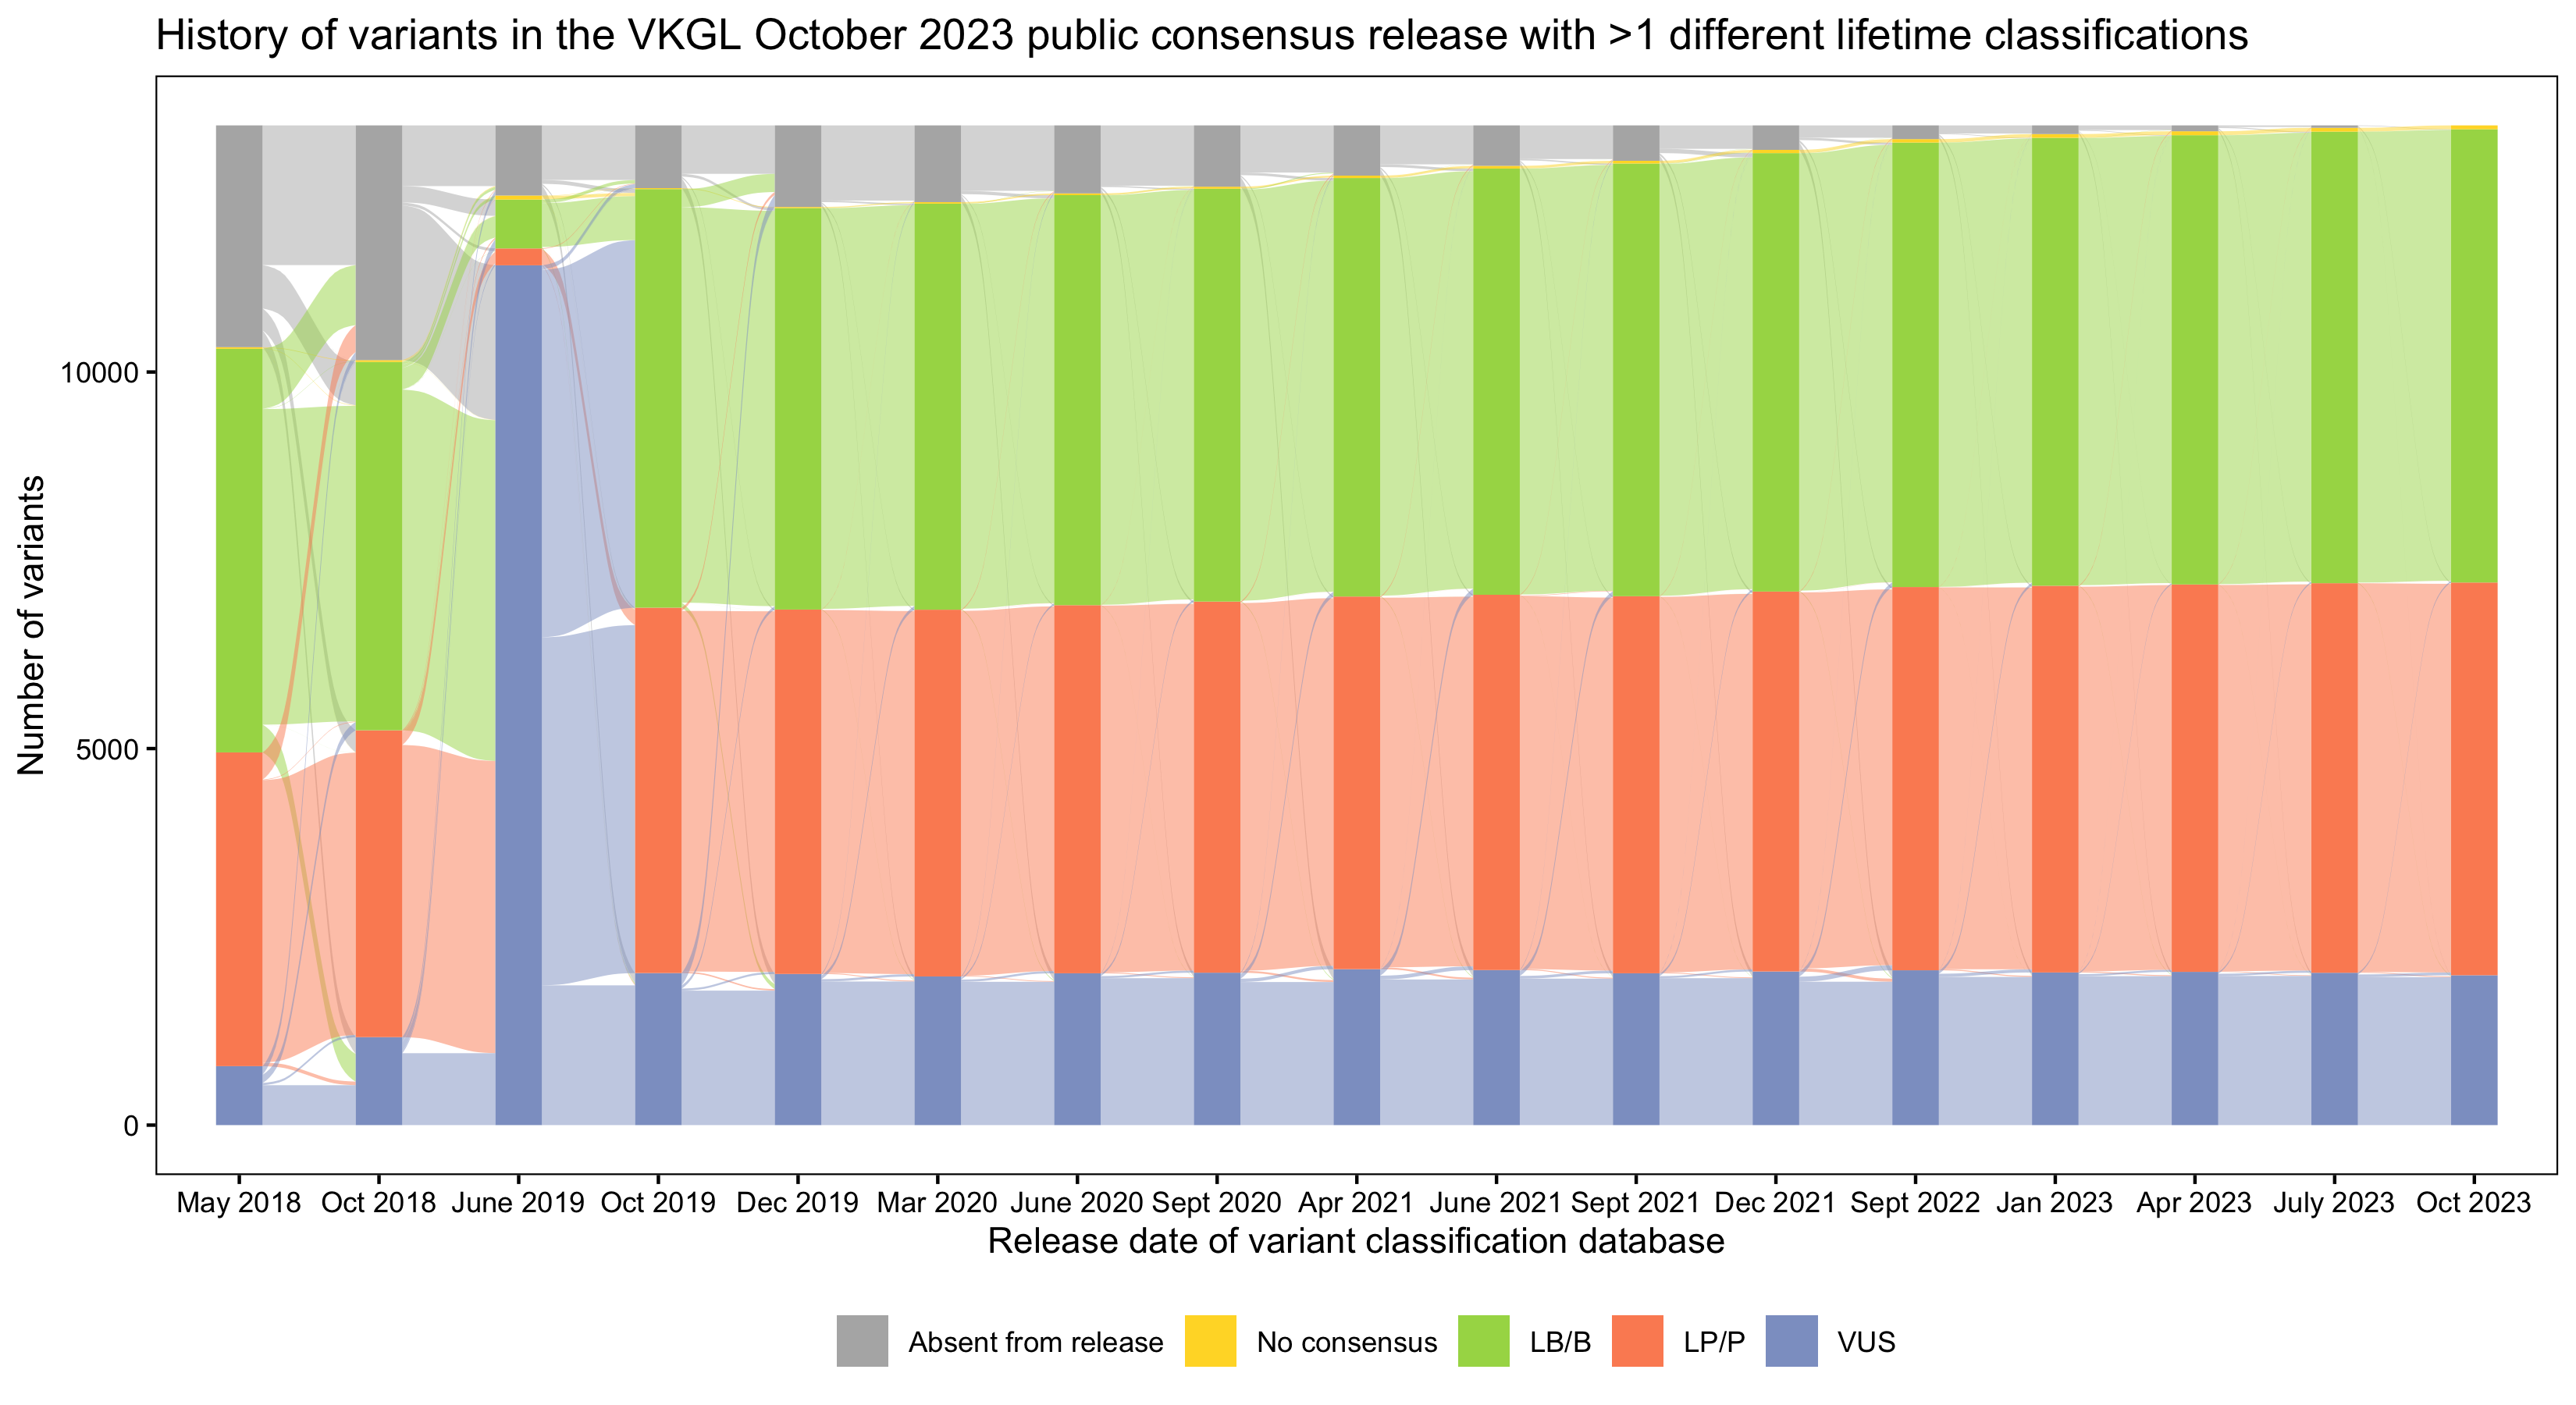 History of variants in the VKGL October 2023 public consensus release with >1 different lifetime classifications
Number of variants
10000
5000
0
May 2018 Oct 2018 June 2019 Oct 2019 Dec 2019 Mar 2020 June 2020 Sept 2020 Apr 2021 June 2021 Sept 2021 Dec 2021 Sept 2022 Jan 2023 Apr 2023 July 2023 Oct 2023
Release date of variant classification database
Absent from release No consensus LB/B LP/P VUS